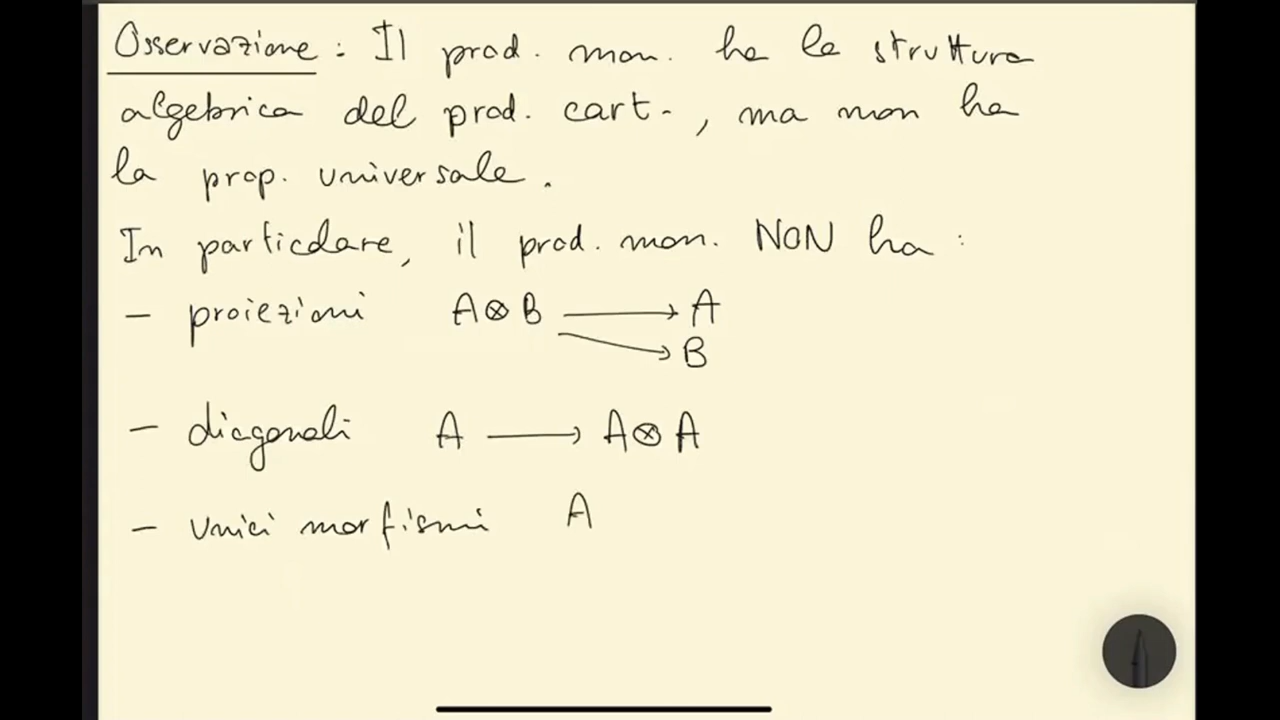 Osservazione : Il prod. mon. ha la struttura
algebrica del prod. cart. , ma non ha
la prop. universale .
In particolare, il prod. mon. NON ha :
- proiezioni A ⊗ B → A
→ B
- diagonali A → A ⊗ A
- unici morfismi A